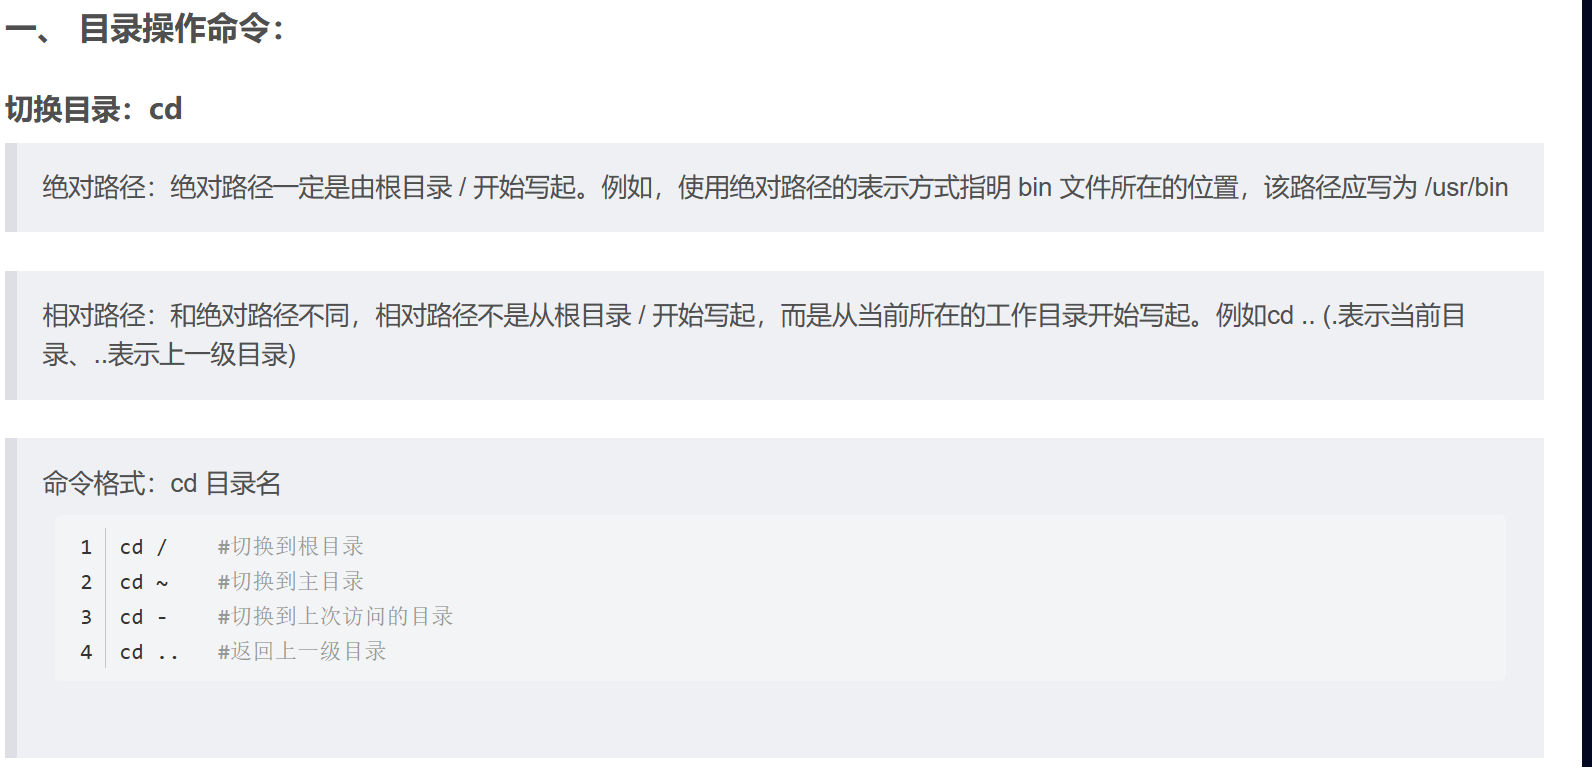 一、 目录操作命令：
切换目录：cd
绝对路径：绝对路径一定是由根目录 / 开始写起。例如，使用绝对路径的表示方式指明 bin 文件所在的位置，该路径应写为 /usr/bin
相对路径：和绝对路径不同，相对路径不是从根目录 / 开始写起，而是从当前所在的工作目录开始写起。例如cd .. (.表示当前目
录、..表示上一级目录)
命令格式：cd 目录名
1 cd /    #切换到根目录
2 cd ~    #切换到主目录
3 cd -    #切换到上次访问的目录
4 cd ..   #返回上一级目录